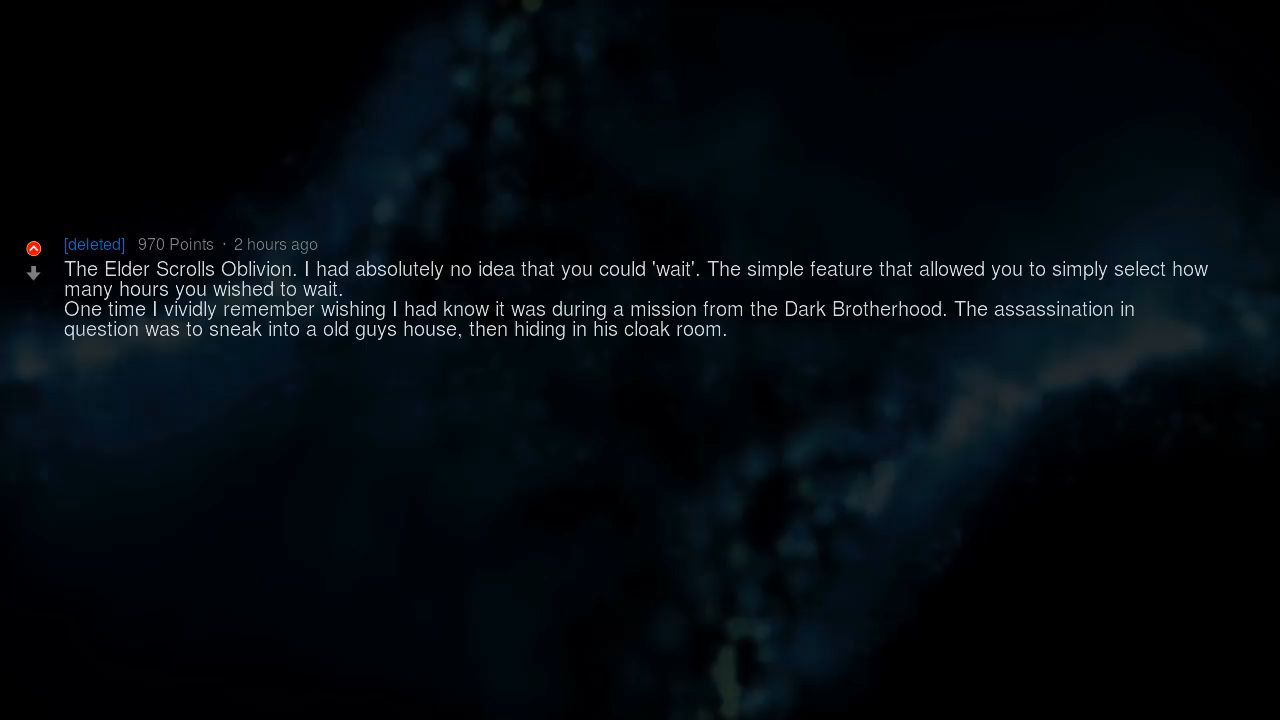 [deleted] 970 Points · 2 hours ago
The Elder Scrolls Oblivion. I had absolutely no idea that you could 'wait'. The simple feature that allowed you to simply select how
many hours you wished to wait.
One time I vividly remember wishing I had know it was during a mission from the Dark Brotherhood. The assassination in
question was to sneak into a old guys house, then hiding in his cloak room.